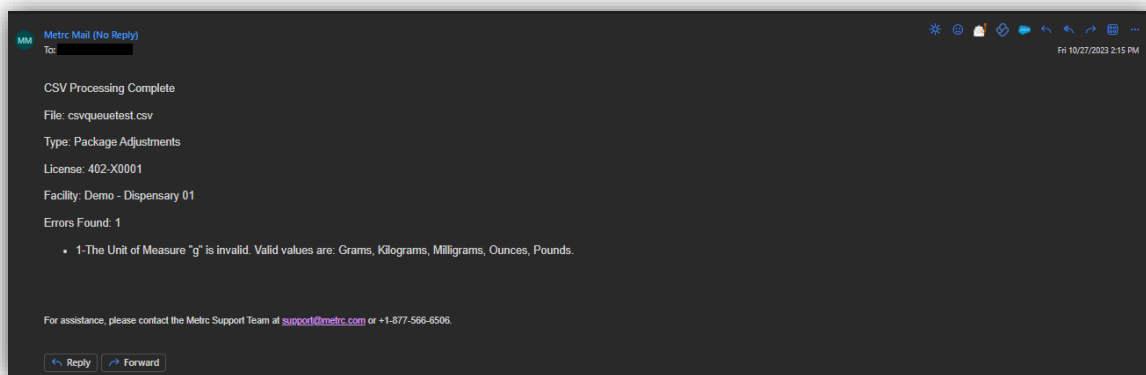 MM
Metrc Mail (No Reply)
To:
Fri 10/27/2023 2:15 PM
CSV Processing Complete
File: csvqueuetest.csv
Type: Package Adjustments
License: 402-X0001
Facility: Demo - Dispensary 01
Errors Found: 1
• 1-The Unit of Measure "g" is invalid. Valid values are: Grams, Kilograms, Milligrams, Ounces, Pounds.
For assistance, please contact the Metrc Support Team at support@metrc.com or +1-877-566-6506.
Reply Forward